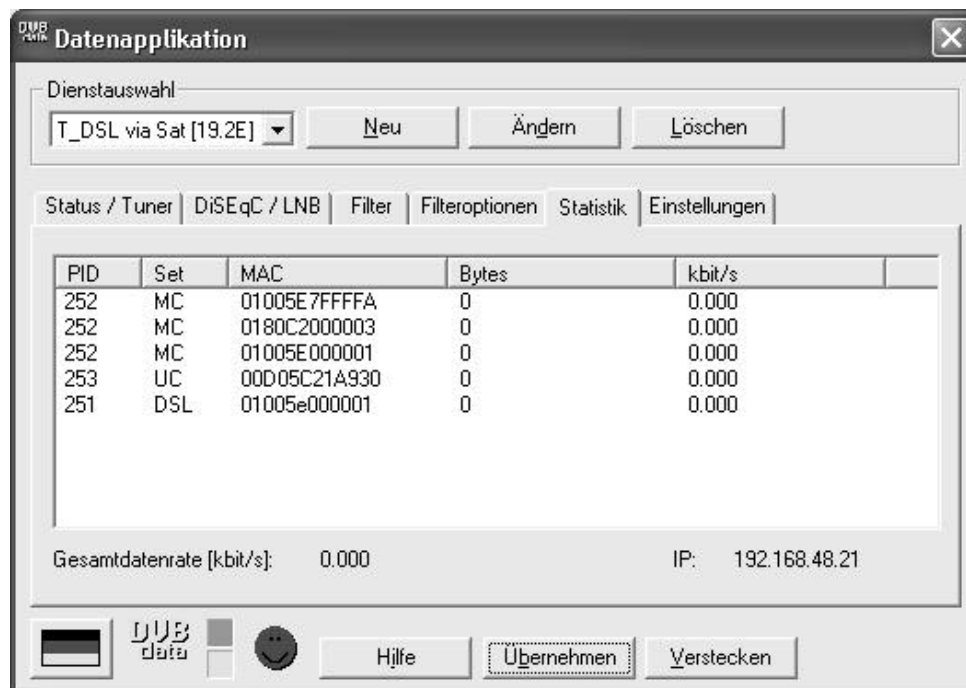 DVB data Datenapplikation
Dienstauswahl
T_DSL via Sat [19.2E] Neu Ändern Löschen
Status / Tuner DiSEqC / LNB Filter Filteroptionen Statistik Einstellungen
PID Set MAC Bytes kbit/s
252 MC 01005E7FFFFA 0 0.000
252 MC 0180C2000003 0 0.000
252 MC 01005E000001 0 0.000
253 UC 00D05C21A930 0 0.000
251 DSL 01005e000001 0 0.000
Gesamtdatenrate [kbit/s]: 0.000 IP: 192.168.48.21
DVB data Hilfe Übernehmen Verstecken